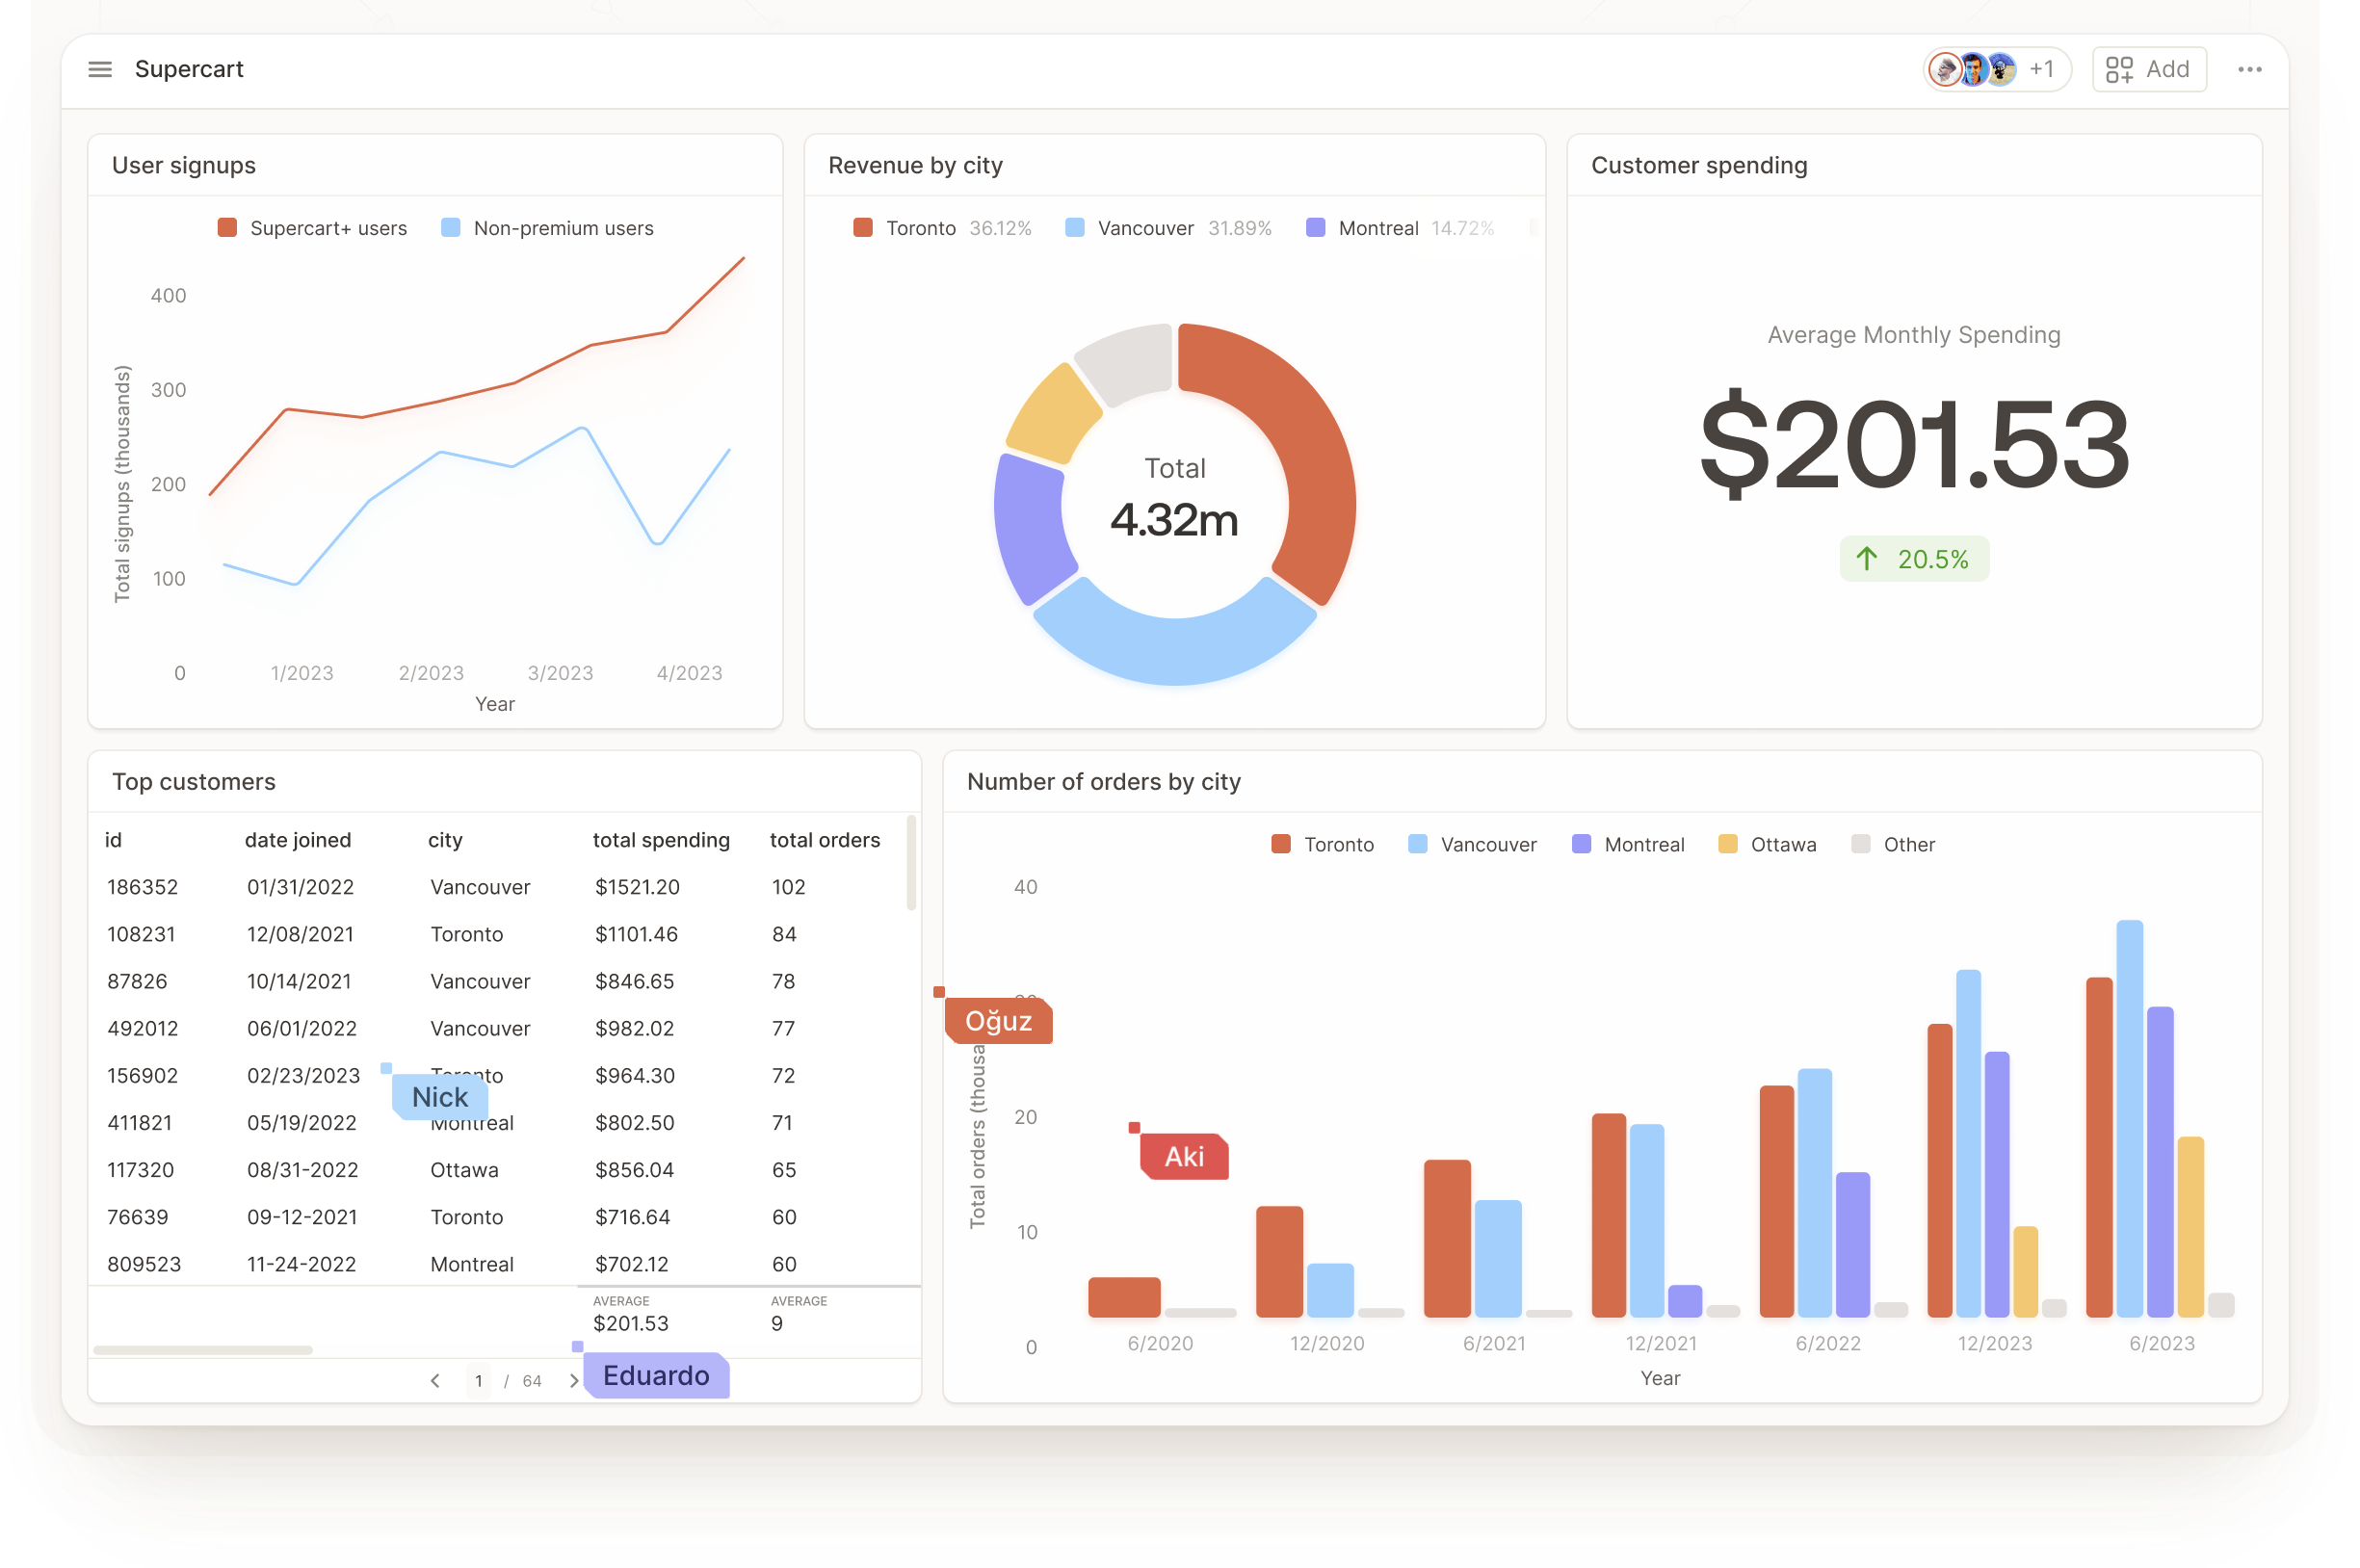 Supercart
+1
Add
User signups
Supercart+ users
Non-premium users
400
300
200
100
0
Total signups (thousands)
1/2023
2/2023
3/2023
4/2023
Year
Revenue by city
Toronto 36.12%
Vancouver 31.89%
Montreal 14.72%
Total
4.32m
Customer spending
Average Monthly Spending
$201.53
20.5%
Top customers
id date joined city total spending total orders
186352 01/31/2022 Vancouver $1521.20 102
108231 12/08/2021 Toronto $1101.46 84
87826 10/14/2021 Vancouver $846.65 78
492012 06/01/2022 Vancouver $982.02 77
156902 02/23/2023 Toronto $964.30 72
Nick
411821 05/19/2022 Montreal $802.50 71
117320 08/31-2022 Ottawa $856.04 65
76639 09-12-2021 Toronto $716.64 60
809523 11-24-2022 Montreal $702.12 60
AVERAGE AVERAGE
$201.53 9
1 / 64
Eduardo
Number of orders by city
Toronto
Vancouver
Montreal
Ottawa
Other
40
Oğuz
20
Aki
10
0
Total orders
6/2020
12/2020
6/2021
12/2021
6/2022
12/2023
6/2023
Year